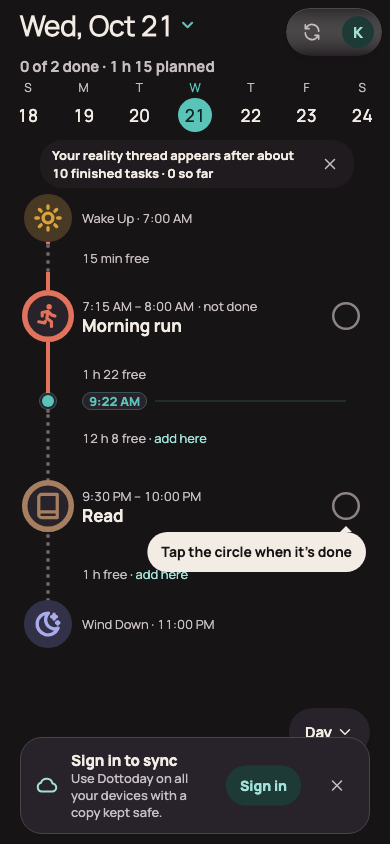 Wed, Oct 21
K
0 of 2 done · 1 h 15 planned
S M T W T F S
18 19 20 21 22 23 24
Your reality thread appears after about
10 finished tasks · 0 so far
Wake Up · 7:00 AM
15 min free
7:15 AM – 8:00 AM · not done
Morning run
1 h 22 free
9:22 AM
12 h 8 free · add here
9:30 PM – 10:00 PM
Read
Tap the circle when it's done
1 h free · add here
Wind Down · 11:00 PM
Day
Sign in to sync
Use Dottoday on all
your devices with a
copy kept safe.
Sign in